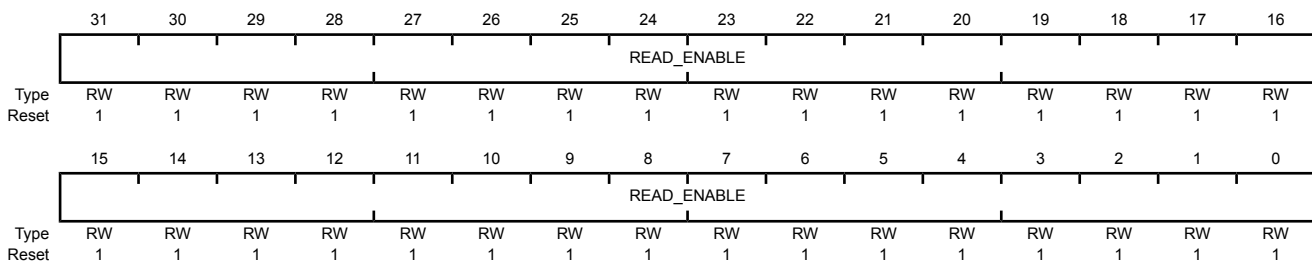 31 30 29 28 27 26 25 24 23 22 21 20 19 18 17 16
READ_ENABLE
Type RW RW RW RW RW RW RW RW RW RW RW RW RW RW RW RW
Reset 1 1 1 1 1 1 1 1 1 1 1 1 1 1 1 1
15 14 13 12 11 10 9 8 7 6 5 4 3 2 1 0
READ_ENABLE
Type RW RW RW RW RW RW RW RW RW RW RW RW RW RW RW RW
Reset 1 1 1 1 1 1 1 1 1 1 1 1 1 1 1 1